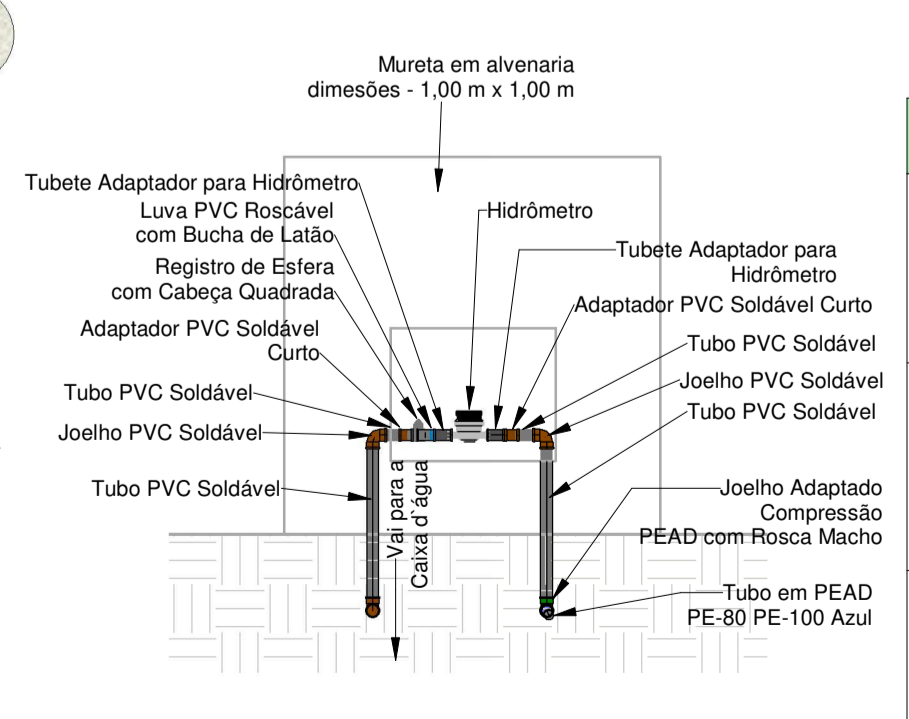 Mureta em alvenaria
dimesões - 1,00 m x 1,00 m
Tubete Adaptador para Hidrômetro
Luva PVC Roscável
com Bucha de Latão
Registro de Esfera
com Cabeça Quadrada
Adaptador PVC Soldável
Curto
Tubo PVC Soldável
Joelho PVC Soldável
Tubo PVC Soldável
Hidrômetro
Tubete Adaptador para
Hidrômetro
Adaptador PVC Soldável Curto
Tubo PVC Soldável
Joelho PVC Soldável
Tubo PVC Soldável
Joelho Adaptado
Compressão
PEAD com Rosca Macho
Tubo em PEAD
PE-80 PE-100 Azul
Vai para a
Caixa d`água